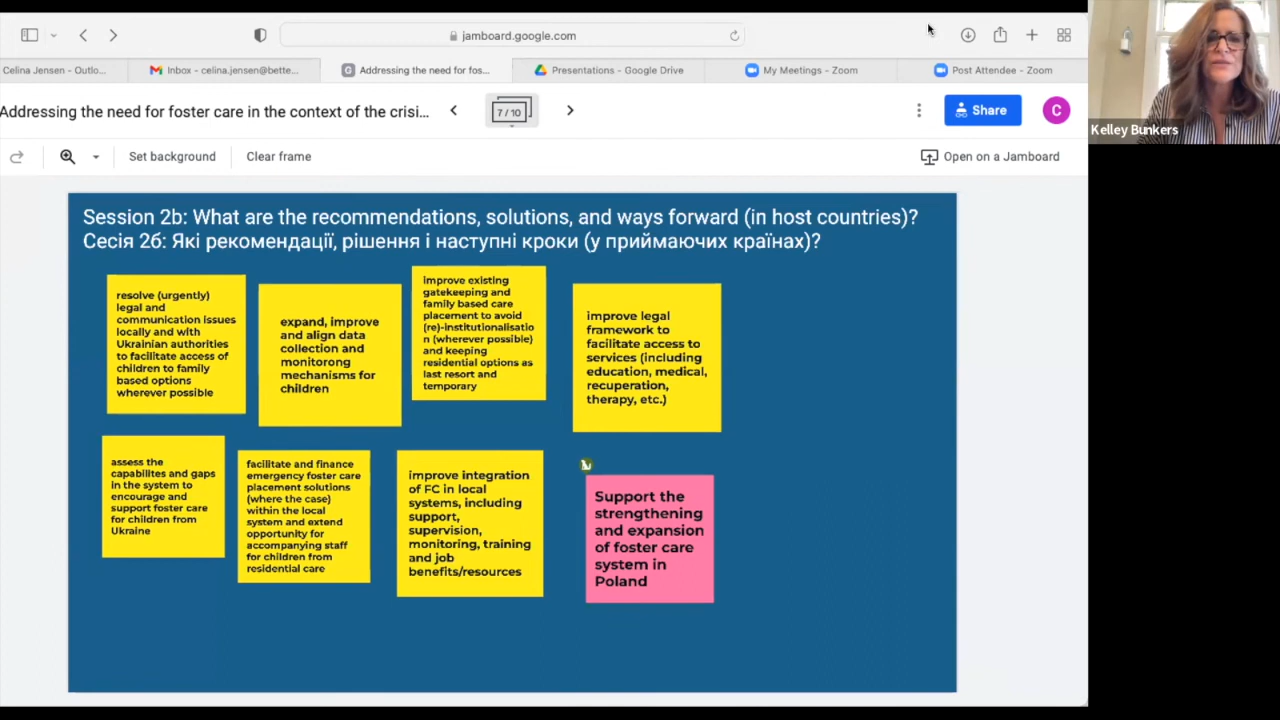 jamboard.google.com
Celina Jensen - Outlo...
Inbox - celina.jensen@bette...
Addressing the need for fos...
Presentations - Google Drive
My Meetings - Zoom
Post Attendee - Zoom
Addressing the need for foster care in the context of the crisi...
7 / 10
Share
C
Kelley Bunkers
Set background
Clear frame
Open on a Jamboard
Session 2b: What are the recommendations, solutions, and ways forward (in host countries)?
Сесія 2б: Які рекомендації, рішення і наступні кроки (у приймаючих країнах)?
resolve (urgently)
legal and
communication issues
locally and with
Ukrainian authorities
to facilitate access of
children to family
based options
wherever possible
expand, improve
and align data
collection and
monitorong
mechanisms for
children
improve existing
gatekeeping and
family based care
placement to avoid
(re)-institutionalisatio
n (wherever possible)
and keeping
residential options as
last resort and
temporary
improve legal
framework to
facilitate access to
services (including
education, medical,
recuperation,
therapy, etc.)
assess the
capabilites and gaps
in the system to
encourage and
support foster care
for children from
Ukraine
facilitate and finance
emergency foster care
placement solutions
(where the case)
within the local
system and extend
opportunity for
accompanying staff
for children from
residential care
improve integration
of FC in local
systems, including
support,
supervision,
monitoring, training
and job
benefits/resources
Support the
strengthening
and expansion
of foster care
system in
Poland